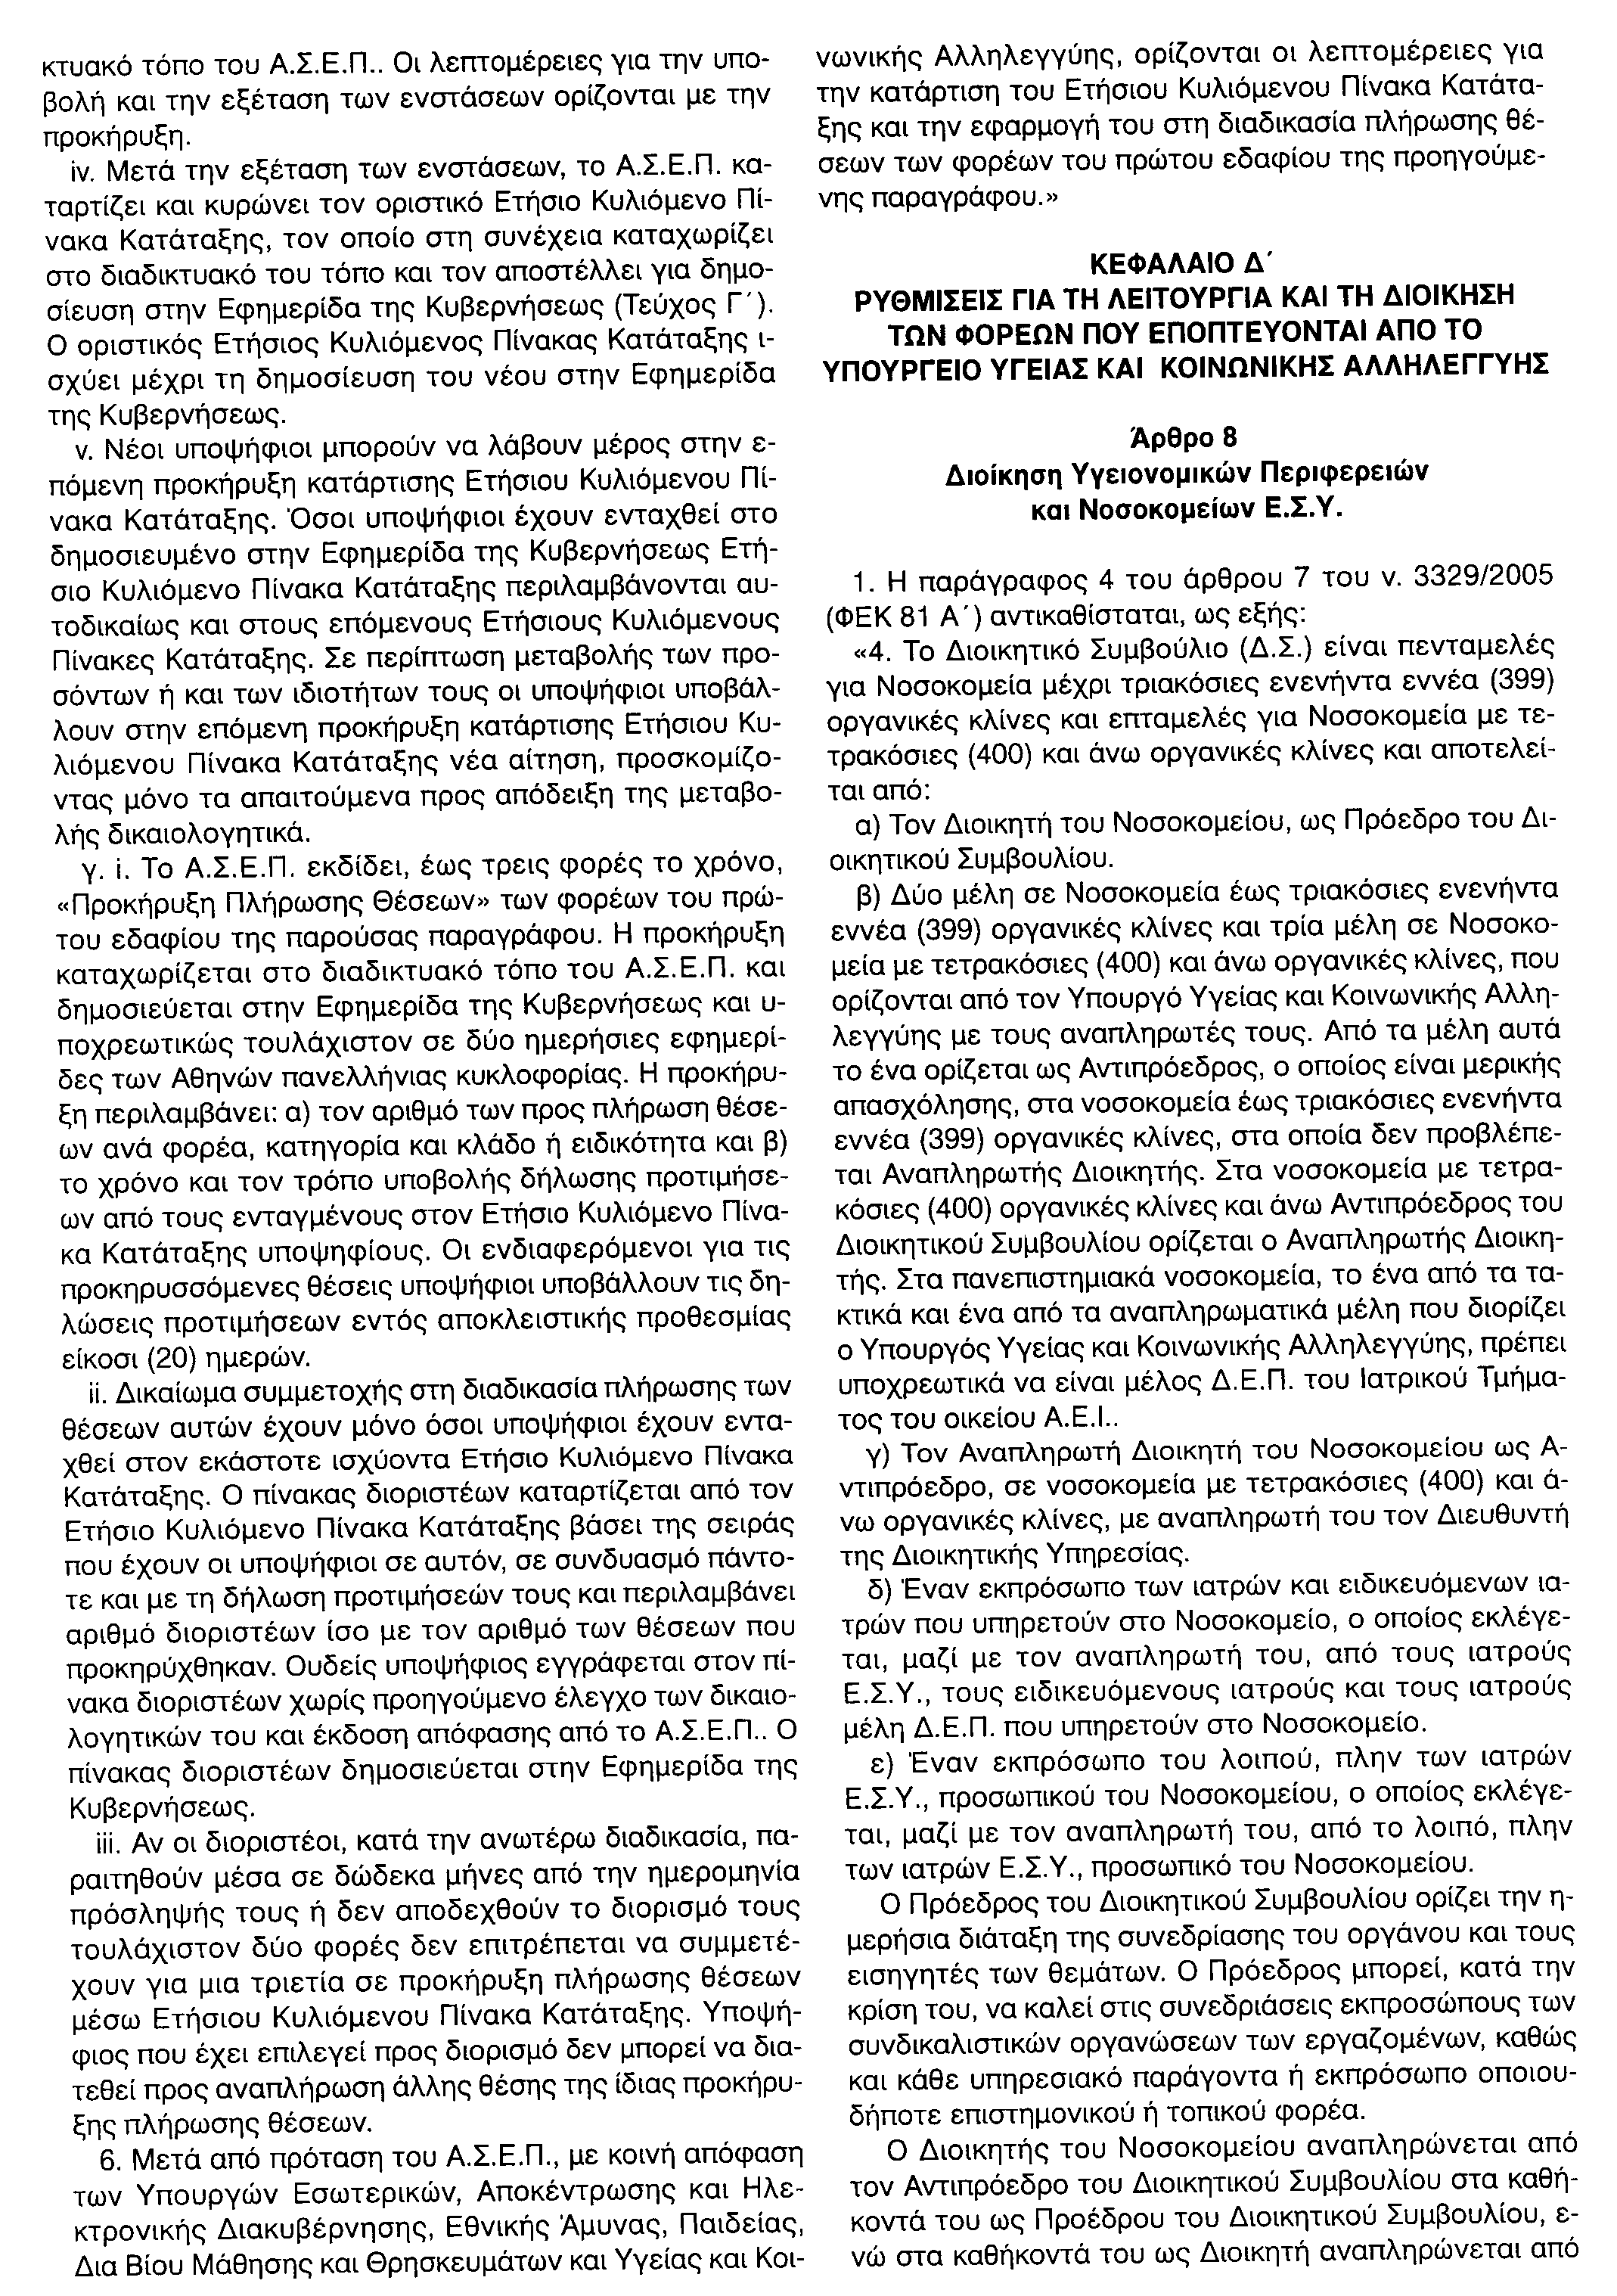 κτυακό τόπο του Α.Σ.Ε.Π.. Οι λεπτομέρειες για την υπο-
βολή και την εξέταση των ενστάσεων ορίζονται με την
προκήρυξη.
iv. Μετά την εξέταση των ενστάσεων, το Α.Σ.Ε.Π. κα-
ταρτίζει και κυρώνει τον οριστικό Ετήσιο Κυλιόμενο Πί-
νακα Κατάταξης, τον οποίο στη συνέχεια καταχωρίζει
στο διαδικτυακό του τόπο και τον αποστέλλει για δημο-
σίευση στην Εφημερίδα της Κυβερνήσεως (Τεύχος Γ΄).
Ο οριστικός Ετήσιος Κυλιόμενος Πίνακας Κατάταξης ι-
σχύει μέχρι τη δημοσίευση του νέου στην Εφημερίδα
της Κυβερνήσεως.
v. Νέοι υποψήφιοι μπορούν να λάβουν μέρος στην ε-
πόμενη προκήρυξη κατάρτισης Ετήσιου Κυλιόμενου Πί-
νακα Κατάταξης. Όσοι υποψήφιοι έχουν ενταχθεί στο
δημοσιευμένο στην Εφημερίδα της Κυβερνήσεως Ετή-
σιο Κυλιόμενο Πίνακα Κατάταξης περιλαμβάνονται αυ-
τοδικαίως και στους επόμενους Ετήσιους Κυλιόμενους
Πίνακες Κατάταξης. Σε περίπτωση μεταβολής των προ-
σόντων ή και των ιδιοτήτων τους οι υποψήφιοι υποβάλ-
λουν στην επόμενη προκήρυξη κατάρτισης Ετήσιου Κυ-
λιόμενου Πίνακα Κατάταξης νέα αίτηση, προσκομίζο-
ντας μόνο τα απαιτούμενα προς απόδειξη της μεταβο-
λής δικαιολογητικά.
γ. i. Το Α.Σ.Ε.Π. εκδίδει, έως τρεις φορές το χρόνο,
«Προκήρυξη Πλήρωσης Θέσεων» των φορέων του πρώ-
του εδαφίου της παρούσας παραγράφου. Η προκήρυξη
καταχωρίζεται στο διαδικτυακό τόπο του Α.Σ.Ε.Π. και
δημοσιεύεται στην Εφημερίδα της Κυβερνήσεως και υ-
ποχρεωτικώς τουλάχιστον σε δύο ημερήσιες εφημερί-
δες των Αθηνών πανελλήνιας κυκλοφορίας. Η προκήρυ-
ξη περιλαμβάνει: α) τον αριθμό των προς πλήρωση θέσε-
ων ανά φορέα, κατηγορία και κλάδο ή ειδικότητα και β)
το χρόνο και τον τρόπο υποβολής δήλωσης προτιμήσε-
ων από τους ενταγμένους στον Ετήσιο Κυλιόμενο Πίνα-
κα Κατάταξης υποψηφίους. Οι ενδιαφερόμενοι για τις
προκηρυσσόμενες θέσεις υποψήφιοι υποβάλλουν τις δη-
λώσεις προτιμήσεων εντός αποκλειστικής προθεσμίας
είκοσι (20) ημερών.
ii. Δικαίωμα συμμετοχής στη διαδικασία πλήρωσης των
θέσεων αυτών έχουν μόνο όσοι υποψήφιοι έχουν εντα-
χθεί στον εκάστοτε ισχύοντα Ετήσιο Κυλιόμενο Πίνακα
Κατάταξης. Ο πίνακας διοριστέων καταρτίζεται από τον
Ετήσιο Κυλιόμενο Πίνακα Κατάταξης βάσει της σειράς
που έχουν οι υποψήφιοι σε αυτόν, σε συνδυασμό πάντο-
τε και με τη δήλωση προτιμήσεών τους και περιλαμβάνει
αριθμό διοριστέων ίσο με τον αριθμό των θέσεων που
προκηρύχθηκαν. Ουδείς υποψήφιος εγγράφεται στον πί-
νακα διοριστέων χωρίς προηγούμενο έλεγχο των δικαιο-
λογητικών του και έκδοση απόφασης από το Α.Σ.Ε.Π.. Ο
πίνακας διοριστέων δημοσιεύεται στην Εφημερίδα της
Κυβερνήσεως.
iii. Αν οι διοριστέοι, κατά την ανωτέρω διαδικασία, πα-
ραιτηθούν μέσα σε δώδεκα μήνες από την ημερομηνία
πρόσληψής τους ή δεν αποδεχθούν το διορισμό τους
τουλάχιστον δύο φορές δεν επιτρέπεται να συμμετέ-
χουν για μια τριετία σε προκήρυξη πλήρωσης θέσεων
μέσω Ετήσιου Κυλιόμενου Πίνακα Κατάταξης. Υποψή-
φιος που έχει επιλεγεί προς διορισμό δεν μπορεί να δια-
τεθεί προς αναπλήρωση άλλης θέσης της ίδιας προκήρυ-
ξης πλήρωσης θέσεων.
6. Μετά από πρόταση του Α.Σ.Ε.Π., με κοινή απόφαση
των Υπουργών Εσωτερικών, Αποκέντρωσης και Ηλε-
κτρονικής Διακυβέρνησης, Εθνικής Άμυνας, Παιδείας,
Δια Βίου Μάθησης και Θρησκευμάτων και Υγείας και Κοι-
νωνικής Αλληλεγγύης, ορίζονται οι λεπτομέρειες για
την κατάρτιση του Ετήσιου Κυλιόμενου Πίνακα Κατάτα-
ξης και την εφαρμογή του στη διαδικασία πλήρωσης θέ-
σεων των φορέων του πρώτου εδαφίου της προηγούμε-
νης παραγράφου.»
ΚΕΦΑΛΑΙΟ Δ΄
ΡΥΘΜΙΣΕΙΣ ΓΙΑ ΤΗ ΛΕΙΤΟΥΡΓΙΑ ΚΑΙ ΤΗ ΔΙΟΙΚΗΣΗ
ΤΩΝ ΦΟΡΕΩΝ ΠΟΥ ΕΠΟΠΤΕΥΟΝΤΑΙ ΑΠΟ ΤΟ
ΥΠΟΥΡΓΕΙΟ ΥΓΕΙΑΣ ΚΑΙ ΚΟΙΝΩΝΙΚΗΣ ΑΛΛΗΛΕΓΓΥΗΣ
Άρθρο 8
Διοίκηση Υγειονομικών Περιφερειών
και Νοσοκομείων Ε.Σ.Υ.
1. Η παράγραφος 4 του άρθρου 7 του ν. 3329/2005
(ΦΕΚ 81 Α΄) αντικαθίσταται, ως εξής:
«4. Το Διοικητικό Συμβούλιο (Δ.Σ.) είναι πενταμελές
για Νοσοκομεία μέχρι τριακόσιες ενενήντα εννέα (399)
οργανικές κλίνες και επταμελές για Νοσοκομεία με τε-
τρακόσιες (400) και άνω οργανικές κλίνες και αποτελεί-
ται από:
α) Τον Διοικητή του Νοσοκομείου, ως Πρόεδρο του Δι-
οικητικού Συμβουλίου.
β) Δύο μέλη σε Νοσοκομεία έως τριακόσιες ενενήντα
εννέα (399) οργανικές κλίνες και τρία μέλη σε Νοσοκο-
μεία με τετρακόσιες (400) και άνω οργανικές κλίνες, που
ορίζονται από τον Υπουργό Υγείας και Κοινωνικής Αλλη-
λεγγύης με τους αναπληρωτές τους. Από τα μέλη αυτά
το ένα ορίζεται ως Αντιπρόεδρος, ο οποίος είναι μερικής
απασχόλησης, στα νοσοκομεία έως τριακόσιες ενενήντα
εννέα (399) οργανικές κλίνες, στα οποία δεν προβλέπε-
ται Αναπληρωτής Διοικητής. Στα νοσοκομεία με τετρα-
κόσιες (400) οργανικές κλίνες και άνω Αντιπρόεδρος του
Διοικητικού Συμβουλίου ορίζεται ο Αναπληρωτής Διοικη-
τής. Στα πανεπιστημιακά νοσοκομεία, το ένα από τα τα-
κτικά και ένα από τα αναπληρωματικά μέλη που διορίζει
ο Υπουργός Υγείας και Κοινωνικής Αλληλεγγύης, πρέπει
υποχρεωτικά να είναι μέλος Δ.Ε.Π. του Ιατρικού Τμήμα-
τος του οικείου Α.Ε.Ι..
γ) Τον Αναπληρωτή Διοικητή του Νοσοκομείου ως Α-
ντιπρόεδρο, σε νοσοκομεία με τετρακόσιες (400) και ά-
νω οργανικές κλίνες, με αναπληρωτή του τον Διευθυντή
της Διοικητικής Υπηρεσίας.
δ) Έναν εκπρόσωπο των ιατρών και ειδικευόμενων ια-
τρών που υπηρετούν στο Νοσοκομείο, ο οποίος εκλέγε-
ται, μαζί με τον αναπληρωτή του, από τους ιατρούς
Ε.Σ.Υ., τους ειδικευόμενους ιατρούς και τους ιατρούς
μέλη Δ.Ε.Π. που υπηρετούν στο Νοσοκομείο.
ε) Έναν εκπρόσωπο του λοιπού, πλην των ιατρών
Ε.Σ.Υ., προσωπικού του Νοσοκομείου, ο οποίος εκλέγε-
ται, μαζί με τον αναπληρωτή του, από το λοιπό, πλην
των ιατρών Ε.Σ.Υ., προσωπικό του Νοσοκομείου.
Ο Πρόεδρος του Διοικητικού Συμβουλίου ορίζει την η-
μερήσια διάταξη της συνεδρίασης του οργάνου και τους
εισηγητές των θεμάτων. Ο Πρόεδρος μπορεί, κατά την
κρίση του, να καλεί στις συνεδριάσεις εκπροσώπους των
συνδικαλιστικών οργανώσεων των εργαζομένων, καθώς
και κάθε υπηρεσιακό παράγοντα ή εκπρόσωπο οποιου-
δήποτε επιστημονικού ή τοπικού φορέα.
Ο Διοικητής του Νοσοκομείου αναπληρώνεται από
τον Αντιπρόεδρο του Διοικητικού Συμβουλίου στα καθή-
κοντά του ως Προέδρου του Διοικητικού Συμβουλίου, ε-
νώ στα καθήκοντά του ως Διοικητή αναπληρώνεται από